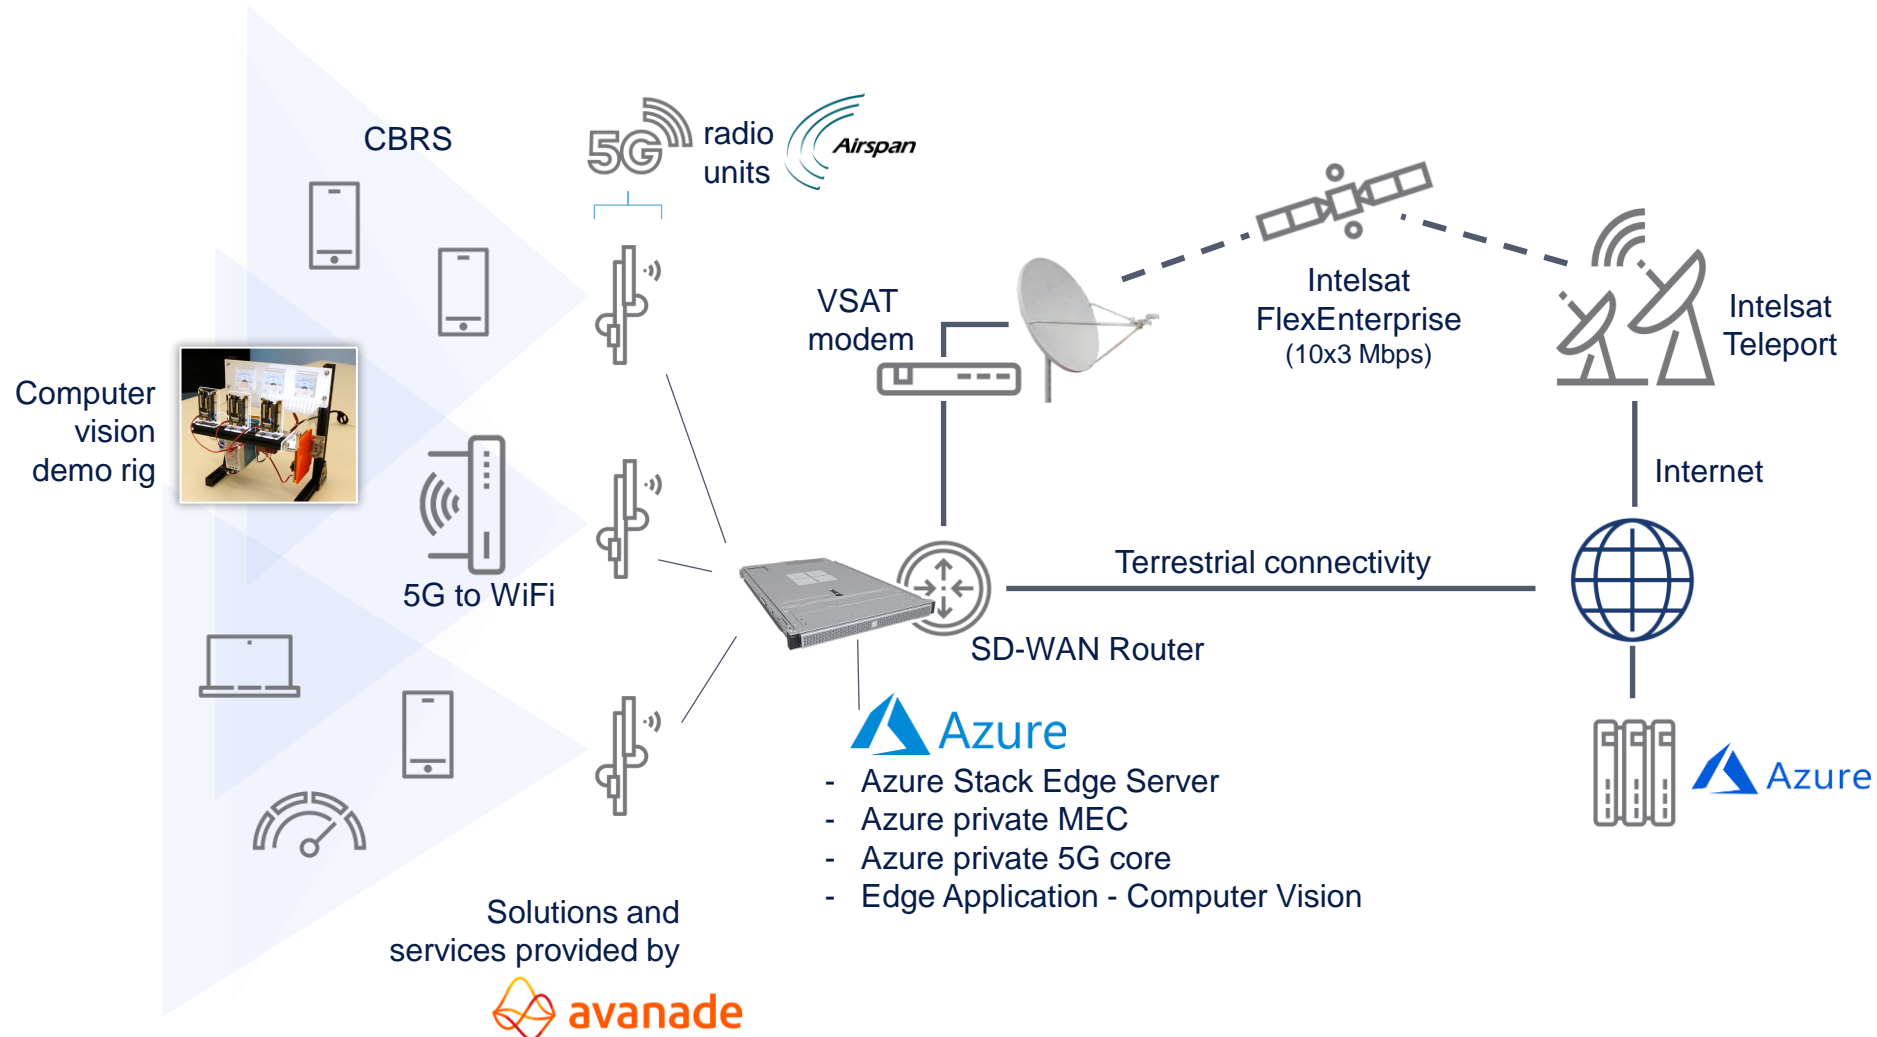 CBRS
5G
radio
units
Airspan
Computer
vision
demo rig
5G to WiFi
VSAT
modem
Intelsat
FlexEnterprise
(10x3 Mbps)
Intelsat
Teleport
Internet
Terrestrial connectivity
SD-WAN Router
Azure
- Azure Stack Edge Server
- Azure private MEC
- Azure private 5G core
- Edge Application - Computer Vision
Azure
Solutions and
services provided by
avanade